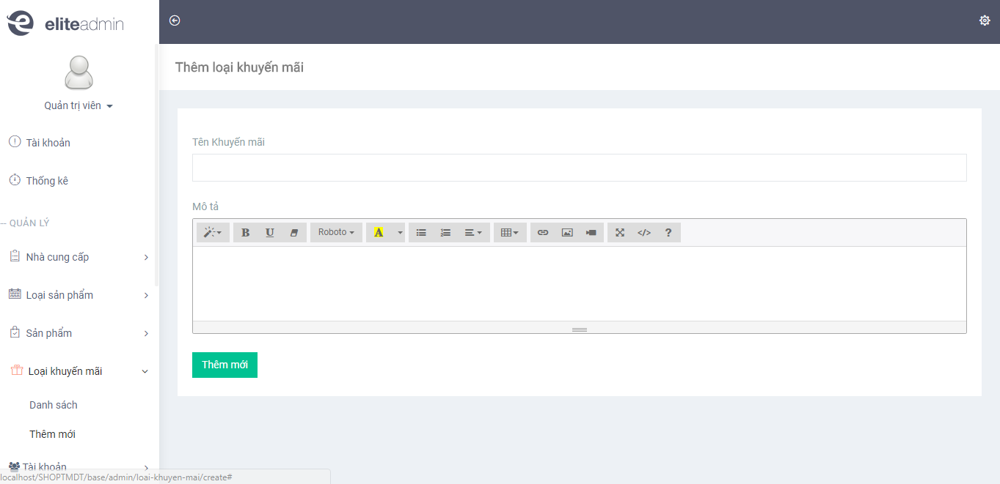 eliteadmin
Thêm loại khuyến mãi
Quản trị viên
Tài khoản
Thống kê
QUẢN LÝ
Nhà cung cấp
Loại sản phẩm
Sản phẩm
Loại khuyến mãi
Danh sách
Thêm mới
Tài khoản
localhost/SHOPTMDT/base/admin/loai-khuyen-mai/create#
Tên Khuyến mãi
Mô tả
B U Roboto A </> ?
Thêm mới